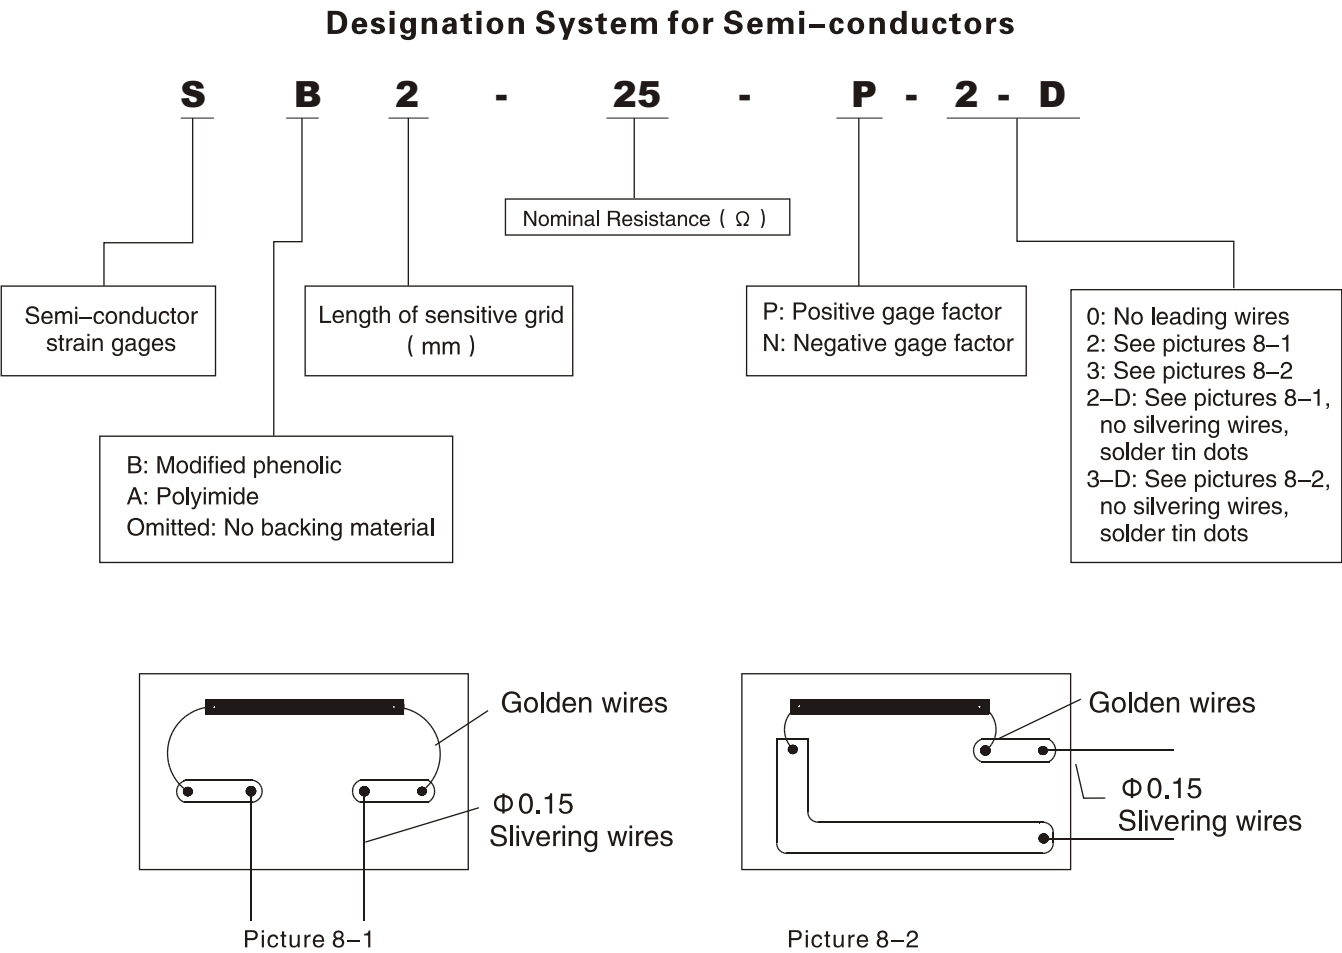 Designation System for Semi–conductors
S B 2 - 25 - P - 2 - D
Nominal Resistance ( Ω )
Semi–conductor
strain gages
Length of sensitive grid
( mm )
P: Positive gage factor
N: Negative gage factor
0: No leading wires
2: See pictures 8–1
3: See pictures 8–2
2–D: See pictures 8–1,
no silvering wires,
solder tin dots
3–D: See pictures 8–2,
no silvering wires,
solder tin dots
B: Modified phenolic
A: Polyimide
Omitted: No backing material
Golden wires
Φ0.15
Slivering wires
Picture 8–1
Golden wires
Φ0.15
Slivering wires
Picture 8–2